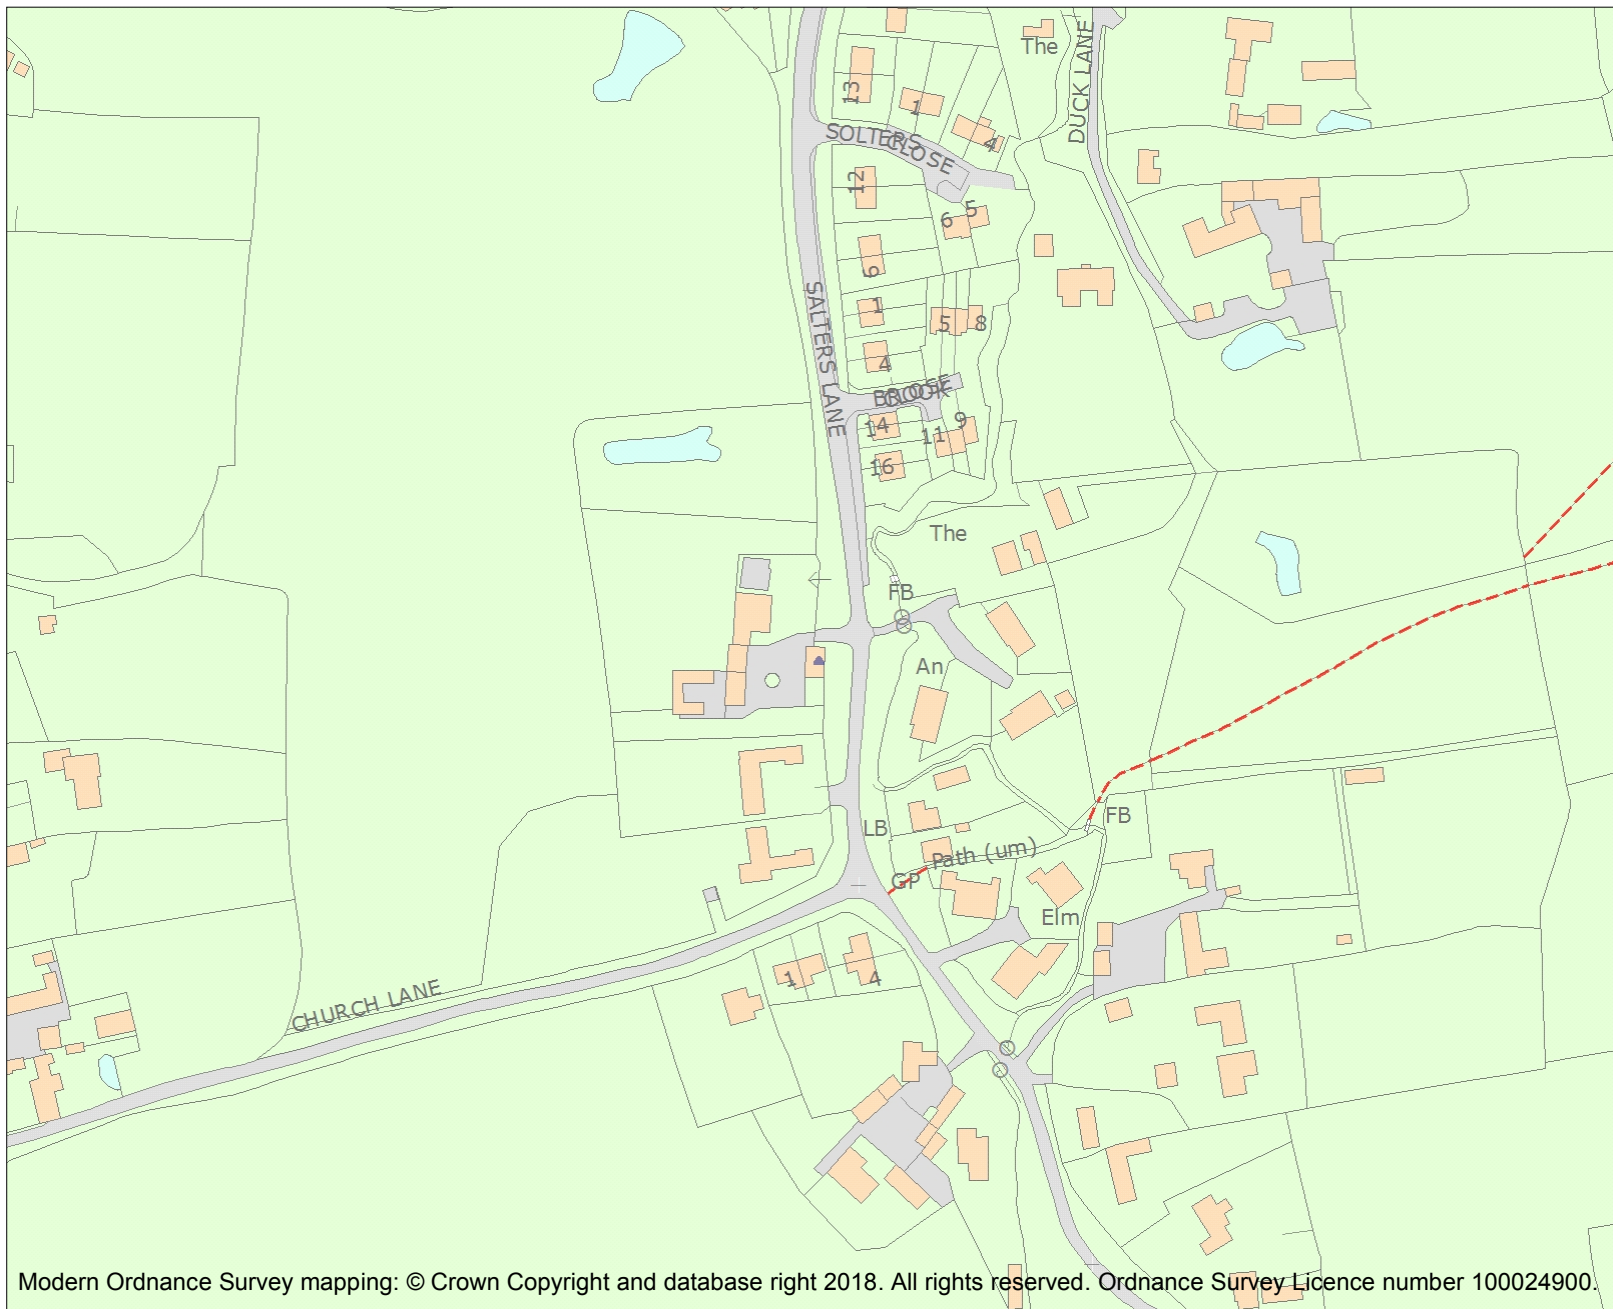 The
DUCK LANE
13
1
SOLTERS
CLOSE
4
12
6
5
9
SALTERS LANE
1
5
8
4
BROOK
CLOSE
14
11
9
16
The
FB
An
LB
FB
Path (um)
GP
Elm
1
4
CHURCH LANE
Modern Ordnance Survey mapping: © Crown Copyright and database right 2018. All rights reserved. Ordnance Survey Licence number 100024900.